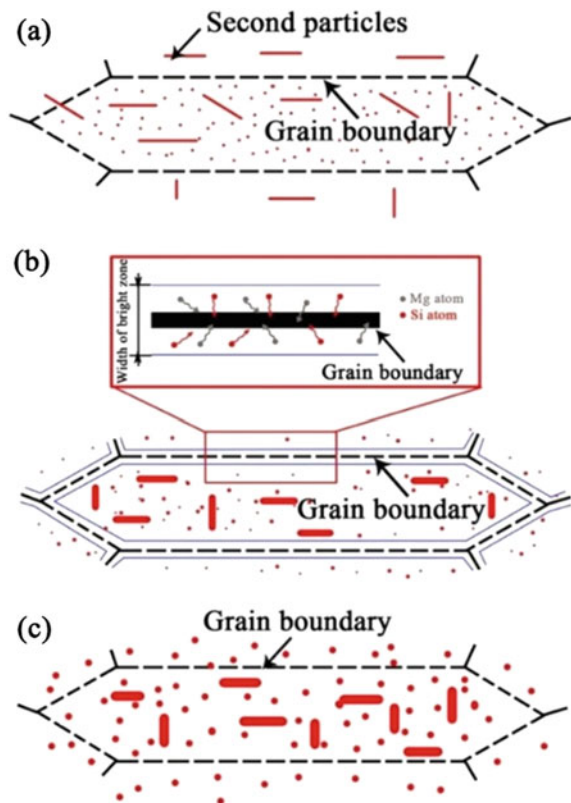 (a)
Second particles
Grain boundary
(b)
Width of bright zone
Mg atom
Si atom
Grain boundary
Grain boundary
(c)
Grain boundary